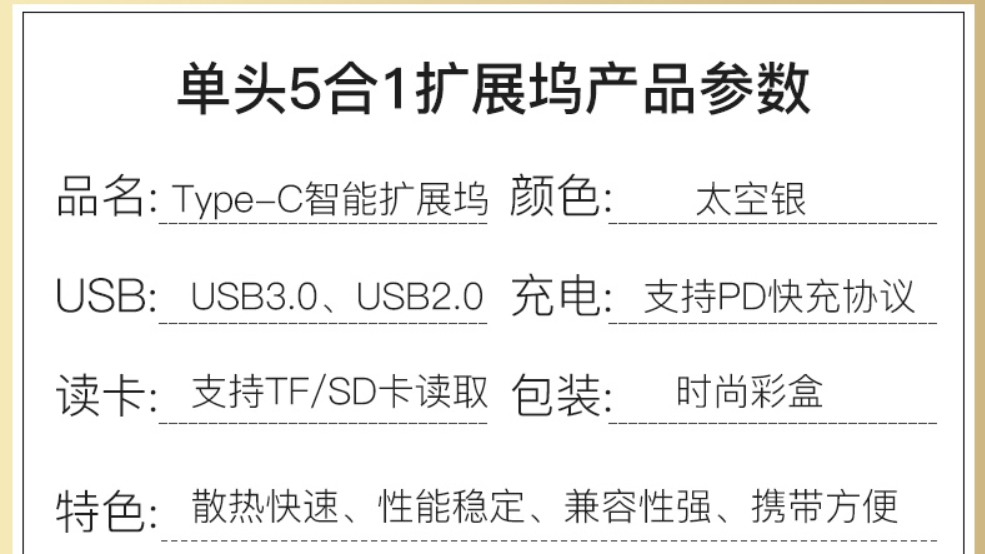 单头5合1扩展坞产品参数
品名: Type-C智能扩展坞 颜色: 太空银
USB: USB3.0、USB2.0 充电: 支持PD快充协议
读卡: 支持TF/SD卡读取 包装: 时尚彩盒
特色: 散热快速、性能稳定、兼容性强、携带方便